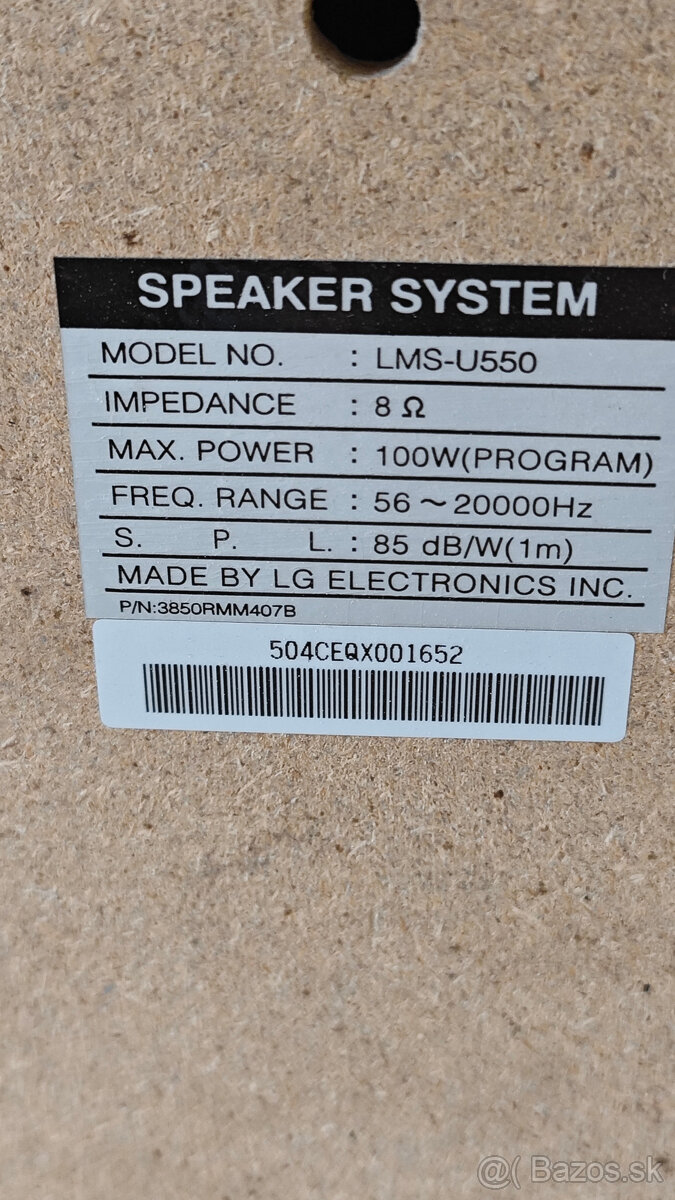 SPEAKER SYSTEM
MODEL NO. : LMS-U550
IMPEDANCE : 8 Ω
MAX. POWER : 100W(PROGRAM)
FREQ. RANGE : 56 ~ 20000Hz
S. P. L. : 85 dB/W(1m)
MADE BY LG ELECTRONICS INC.
P/N:3850RMM407B
504CEQX001652
@( Bazos.sk